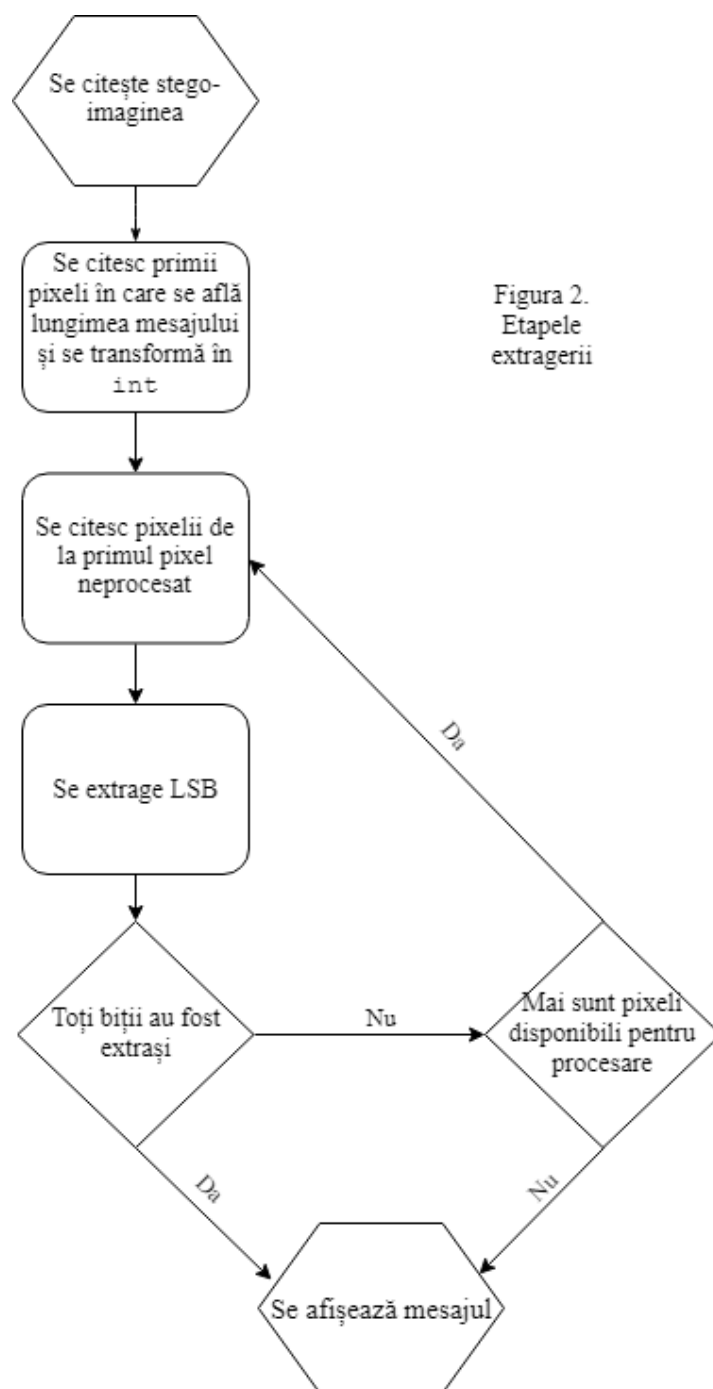 Se citește stego-
imaginea
Se citesc primii
pixeli în care se află
lungimea mesajului
și se transformă în
int
Figura 2.
Etapele
extragerii
Se citesc pixelii de
la primul pixel
neprocesat
Da
Se extrage LSB
Toți biții au fost
extrași
Nu
Mai sunt pixeli
disponibili pentru
procesare
Da
Nu
Se afișează mesajul